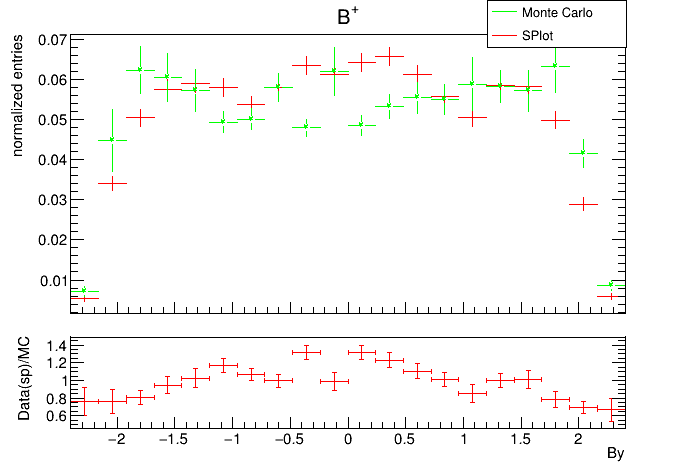 B+
Monte Carlo
SPlot
normalized entries
0.07
0.06
0.05
0.04
0.03
0.02
0.01
Data(sp)/MC
1.4
1.2
1
0.8
0.6
−2 −1.5 −1 −0.5 0 0.5 1 1.5 2
By